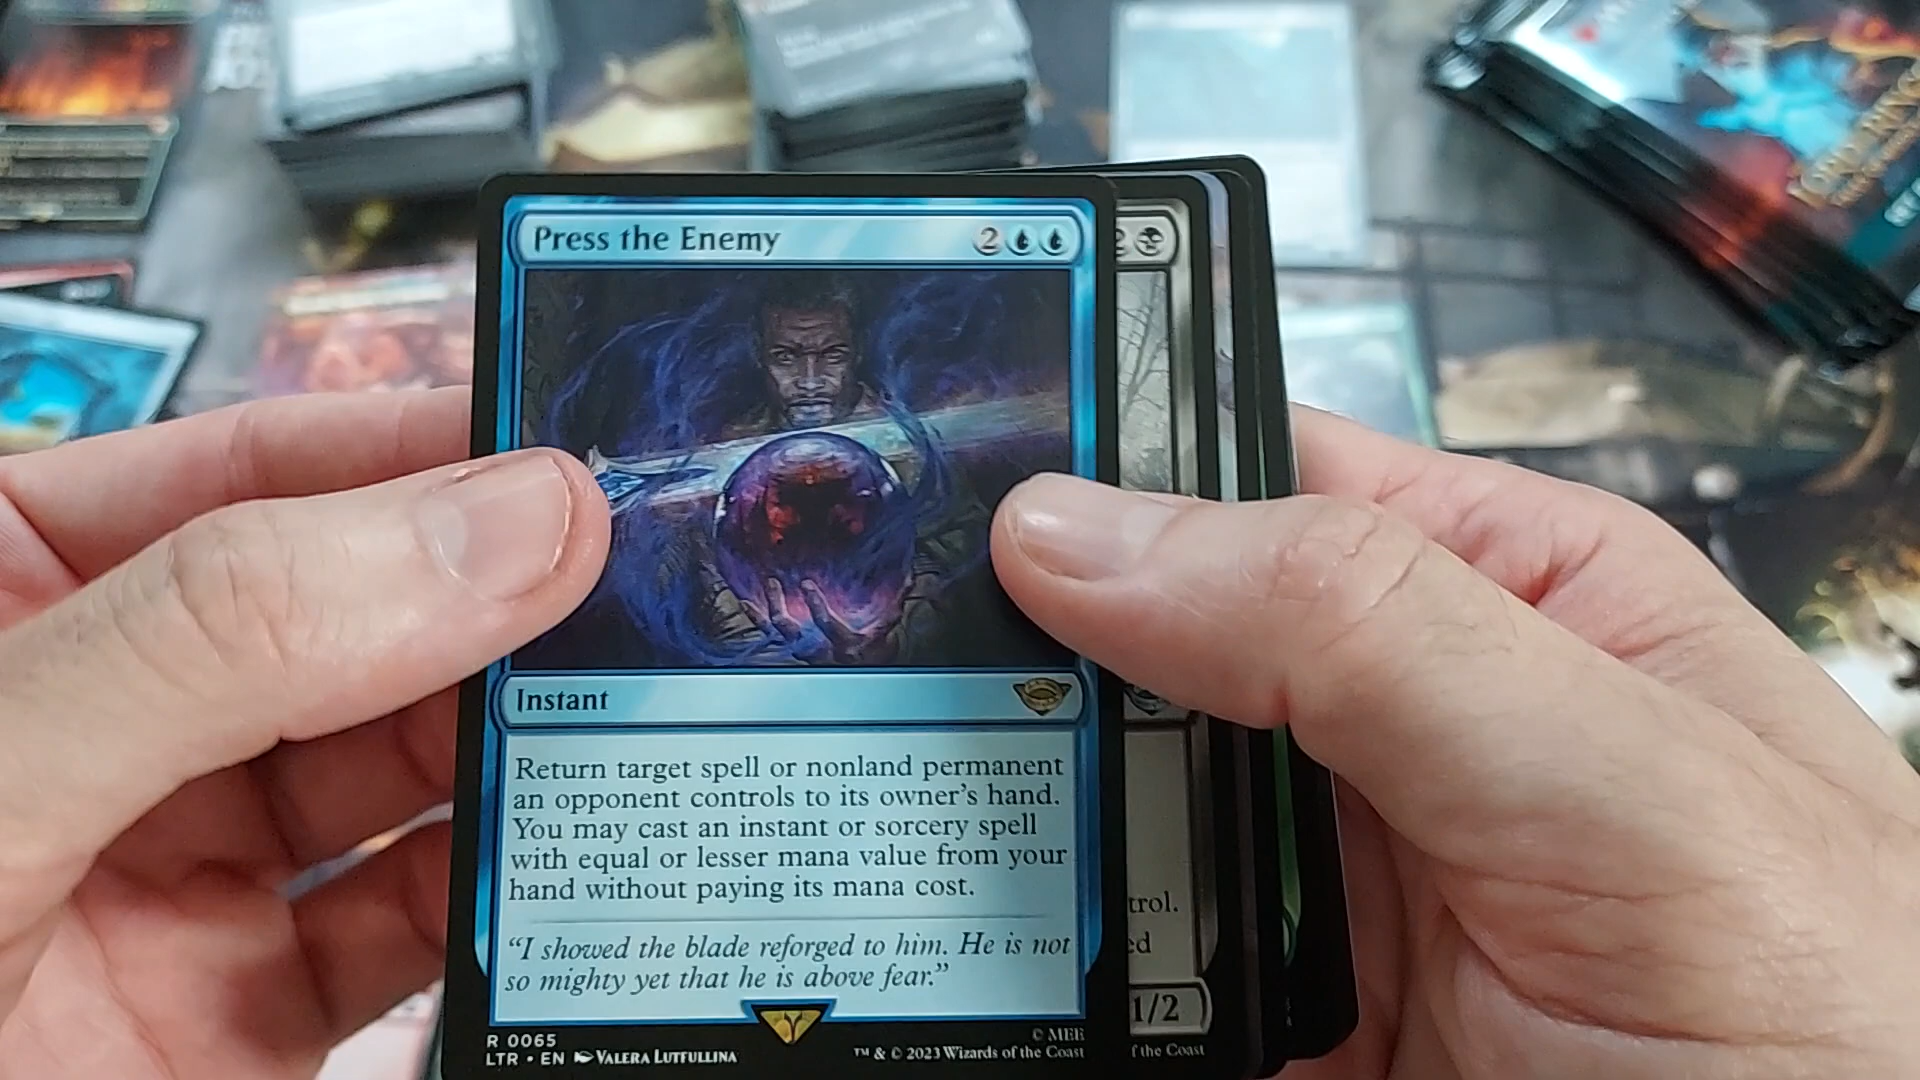 Press the Enemy
2
2
Instant
Return target spell or nonland permanent
an opponent controls to its owner's hand.
You may cast an instant or sorcery spell
with equal or lesser mana value from your
hand without paying its mana cost.
trol.
ed
"I showed the blade reforged to him. He is not
so mighty yet that he is above fear."
1/2
R 0065
LTR • EN VALERA LUTFULLINA
© MEE
™ & © 2023 Wizards of the Coast
f the Coast